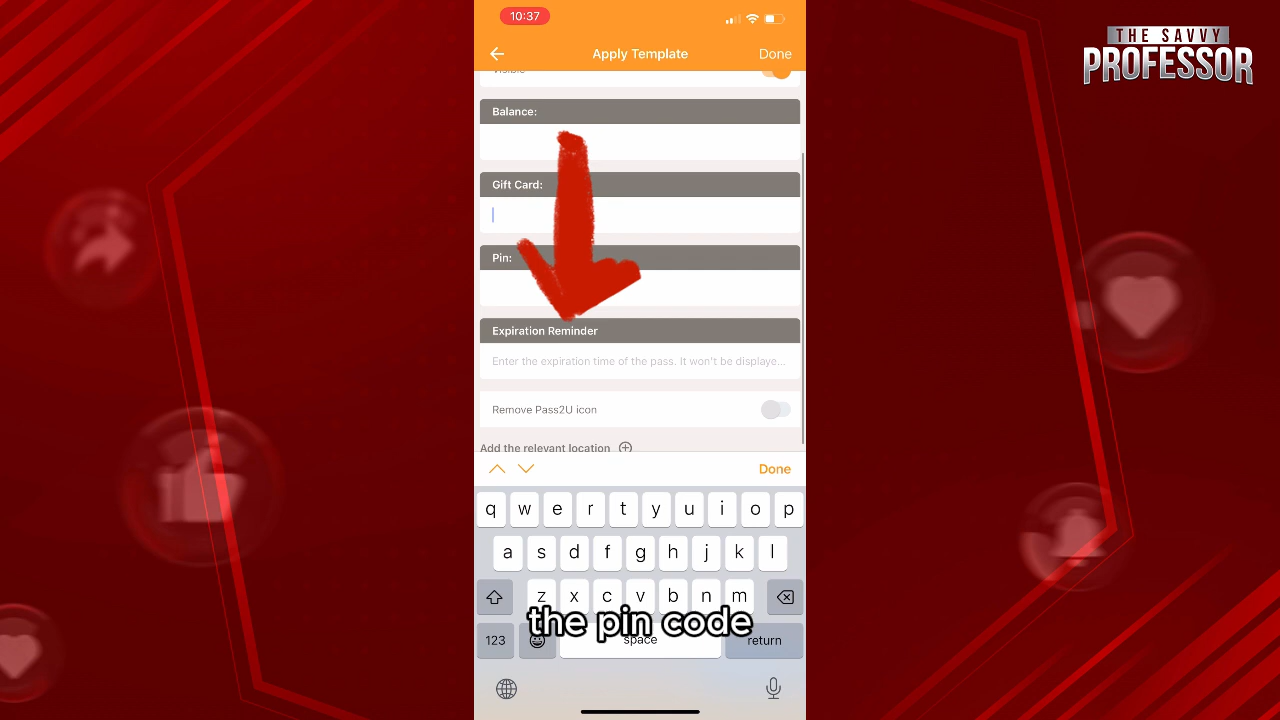 10:37
THE SAVVY
PROFESSOR
Apply Template
Done
Visible
Balance:
Gift Card:
Pin:
Expiration Reminder
Enter the expiration time of the pass. It won't be displaye...
Remove Pass2U icon
Add the relevant location
Done
q w e r t y u i o p
a s d f g h j k l
z x c v b n m
the pin code
123
space
return